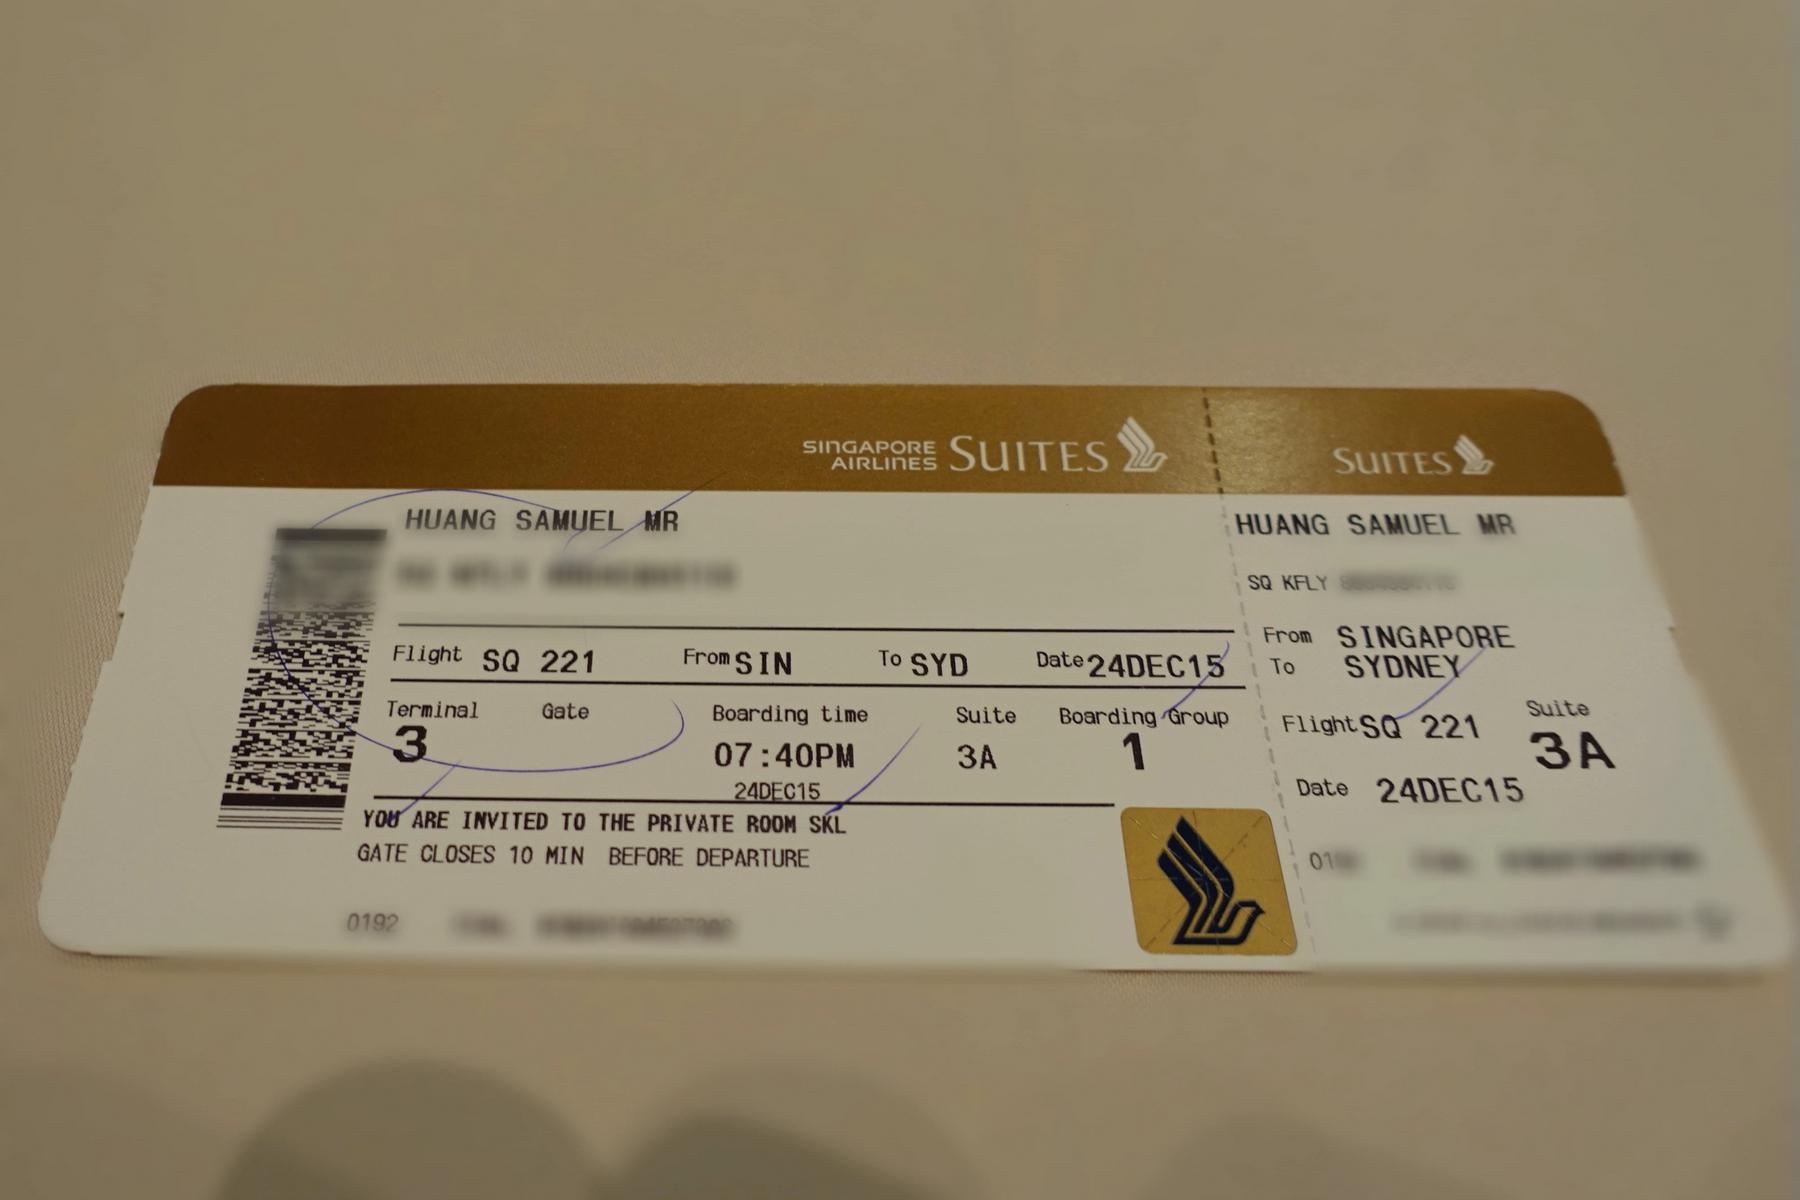 SINGAPORE AIRLINES SUITES
SUITES
HUANG SAMUEL MR
Flight SQ 221 From SIN To SYD Date 24DEC15
Terminal Gate Boarding time Suite Boarding Group
3 07:40PM 3A 1
24DEC15
YOU ARE INVITED TO THE PRIVATE ROOM SKL
GATE CLOSES 10 MIN BEFORE DEPARTURE
0192
HUANG SAMUEL MR
SQ KFLY
From SINGAPORE
To SYDNEY
Flight SQ 221 Suite 3A
Date 24DEC15